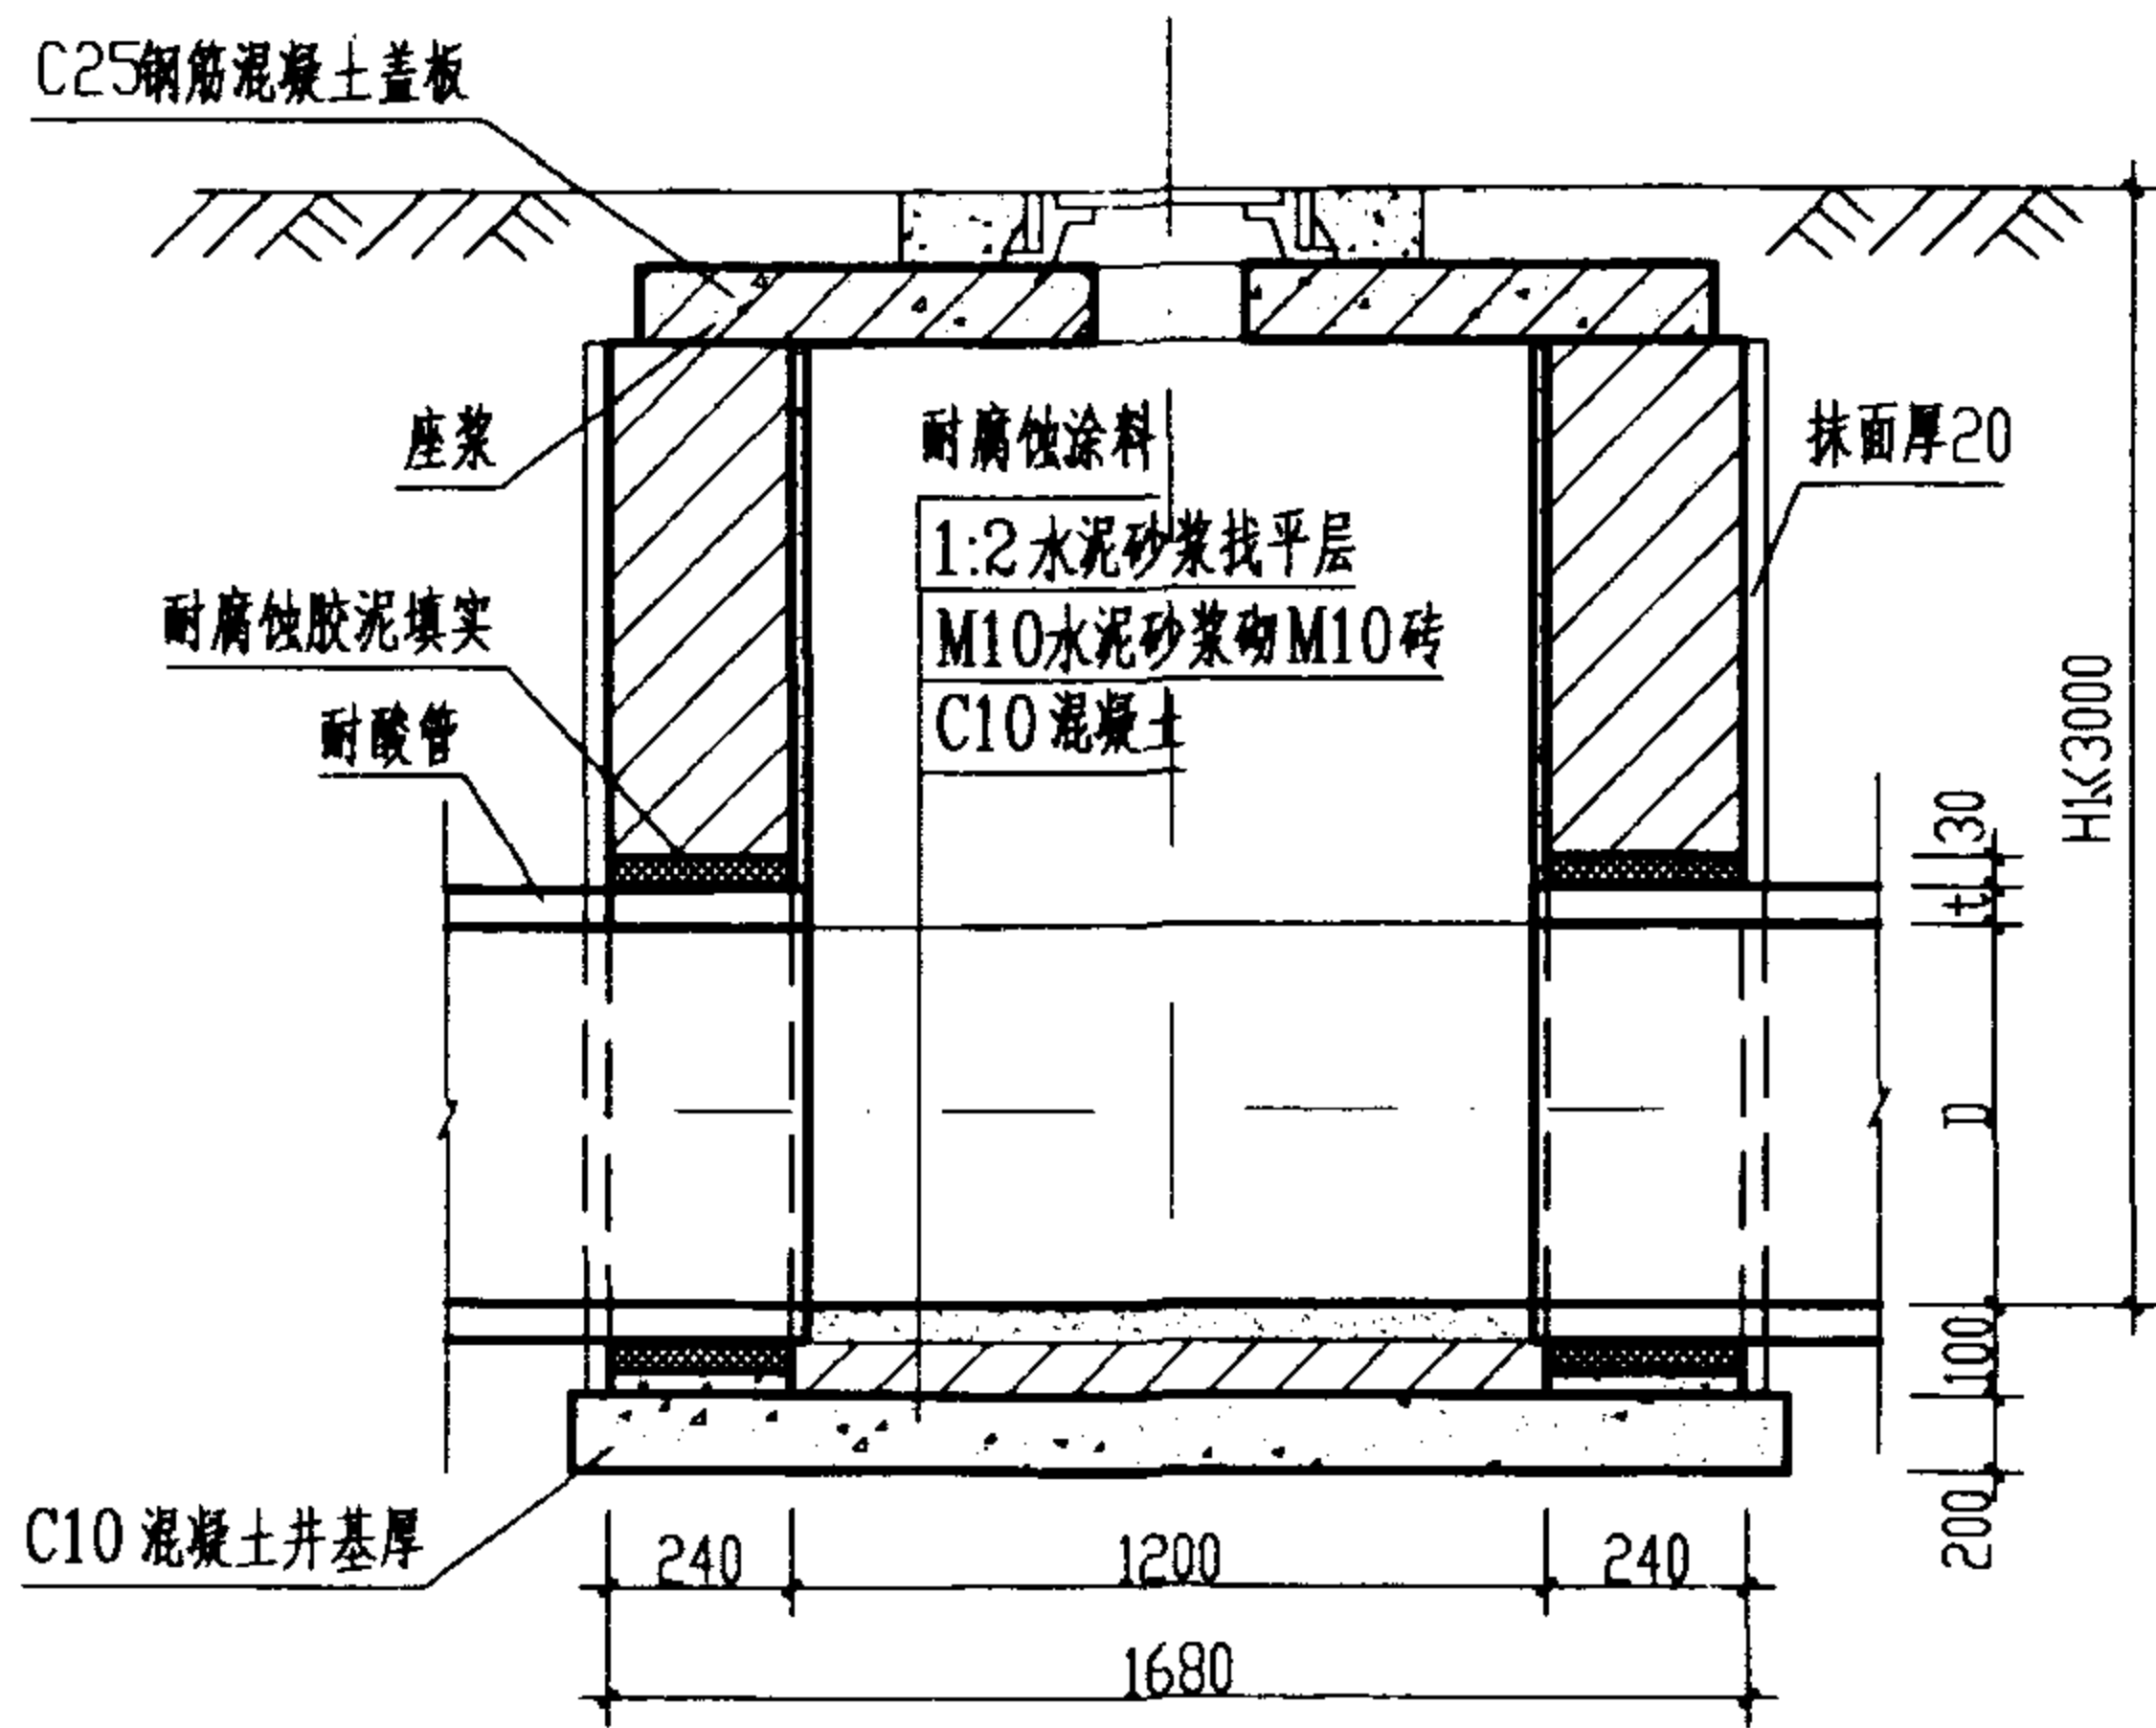 C25钢筋混凝土盖板
座浆
耐腐蚀涂料
抹面厚20
1:2水泥砂浆找平层
耐腐蚀胶泥填实
M10水泥砂浆砌M10砖
耐酸管
C10混凝土
H1≤3000
30
t
D
100
200
C10混凝土井基厚
240
1200
240
1680